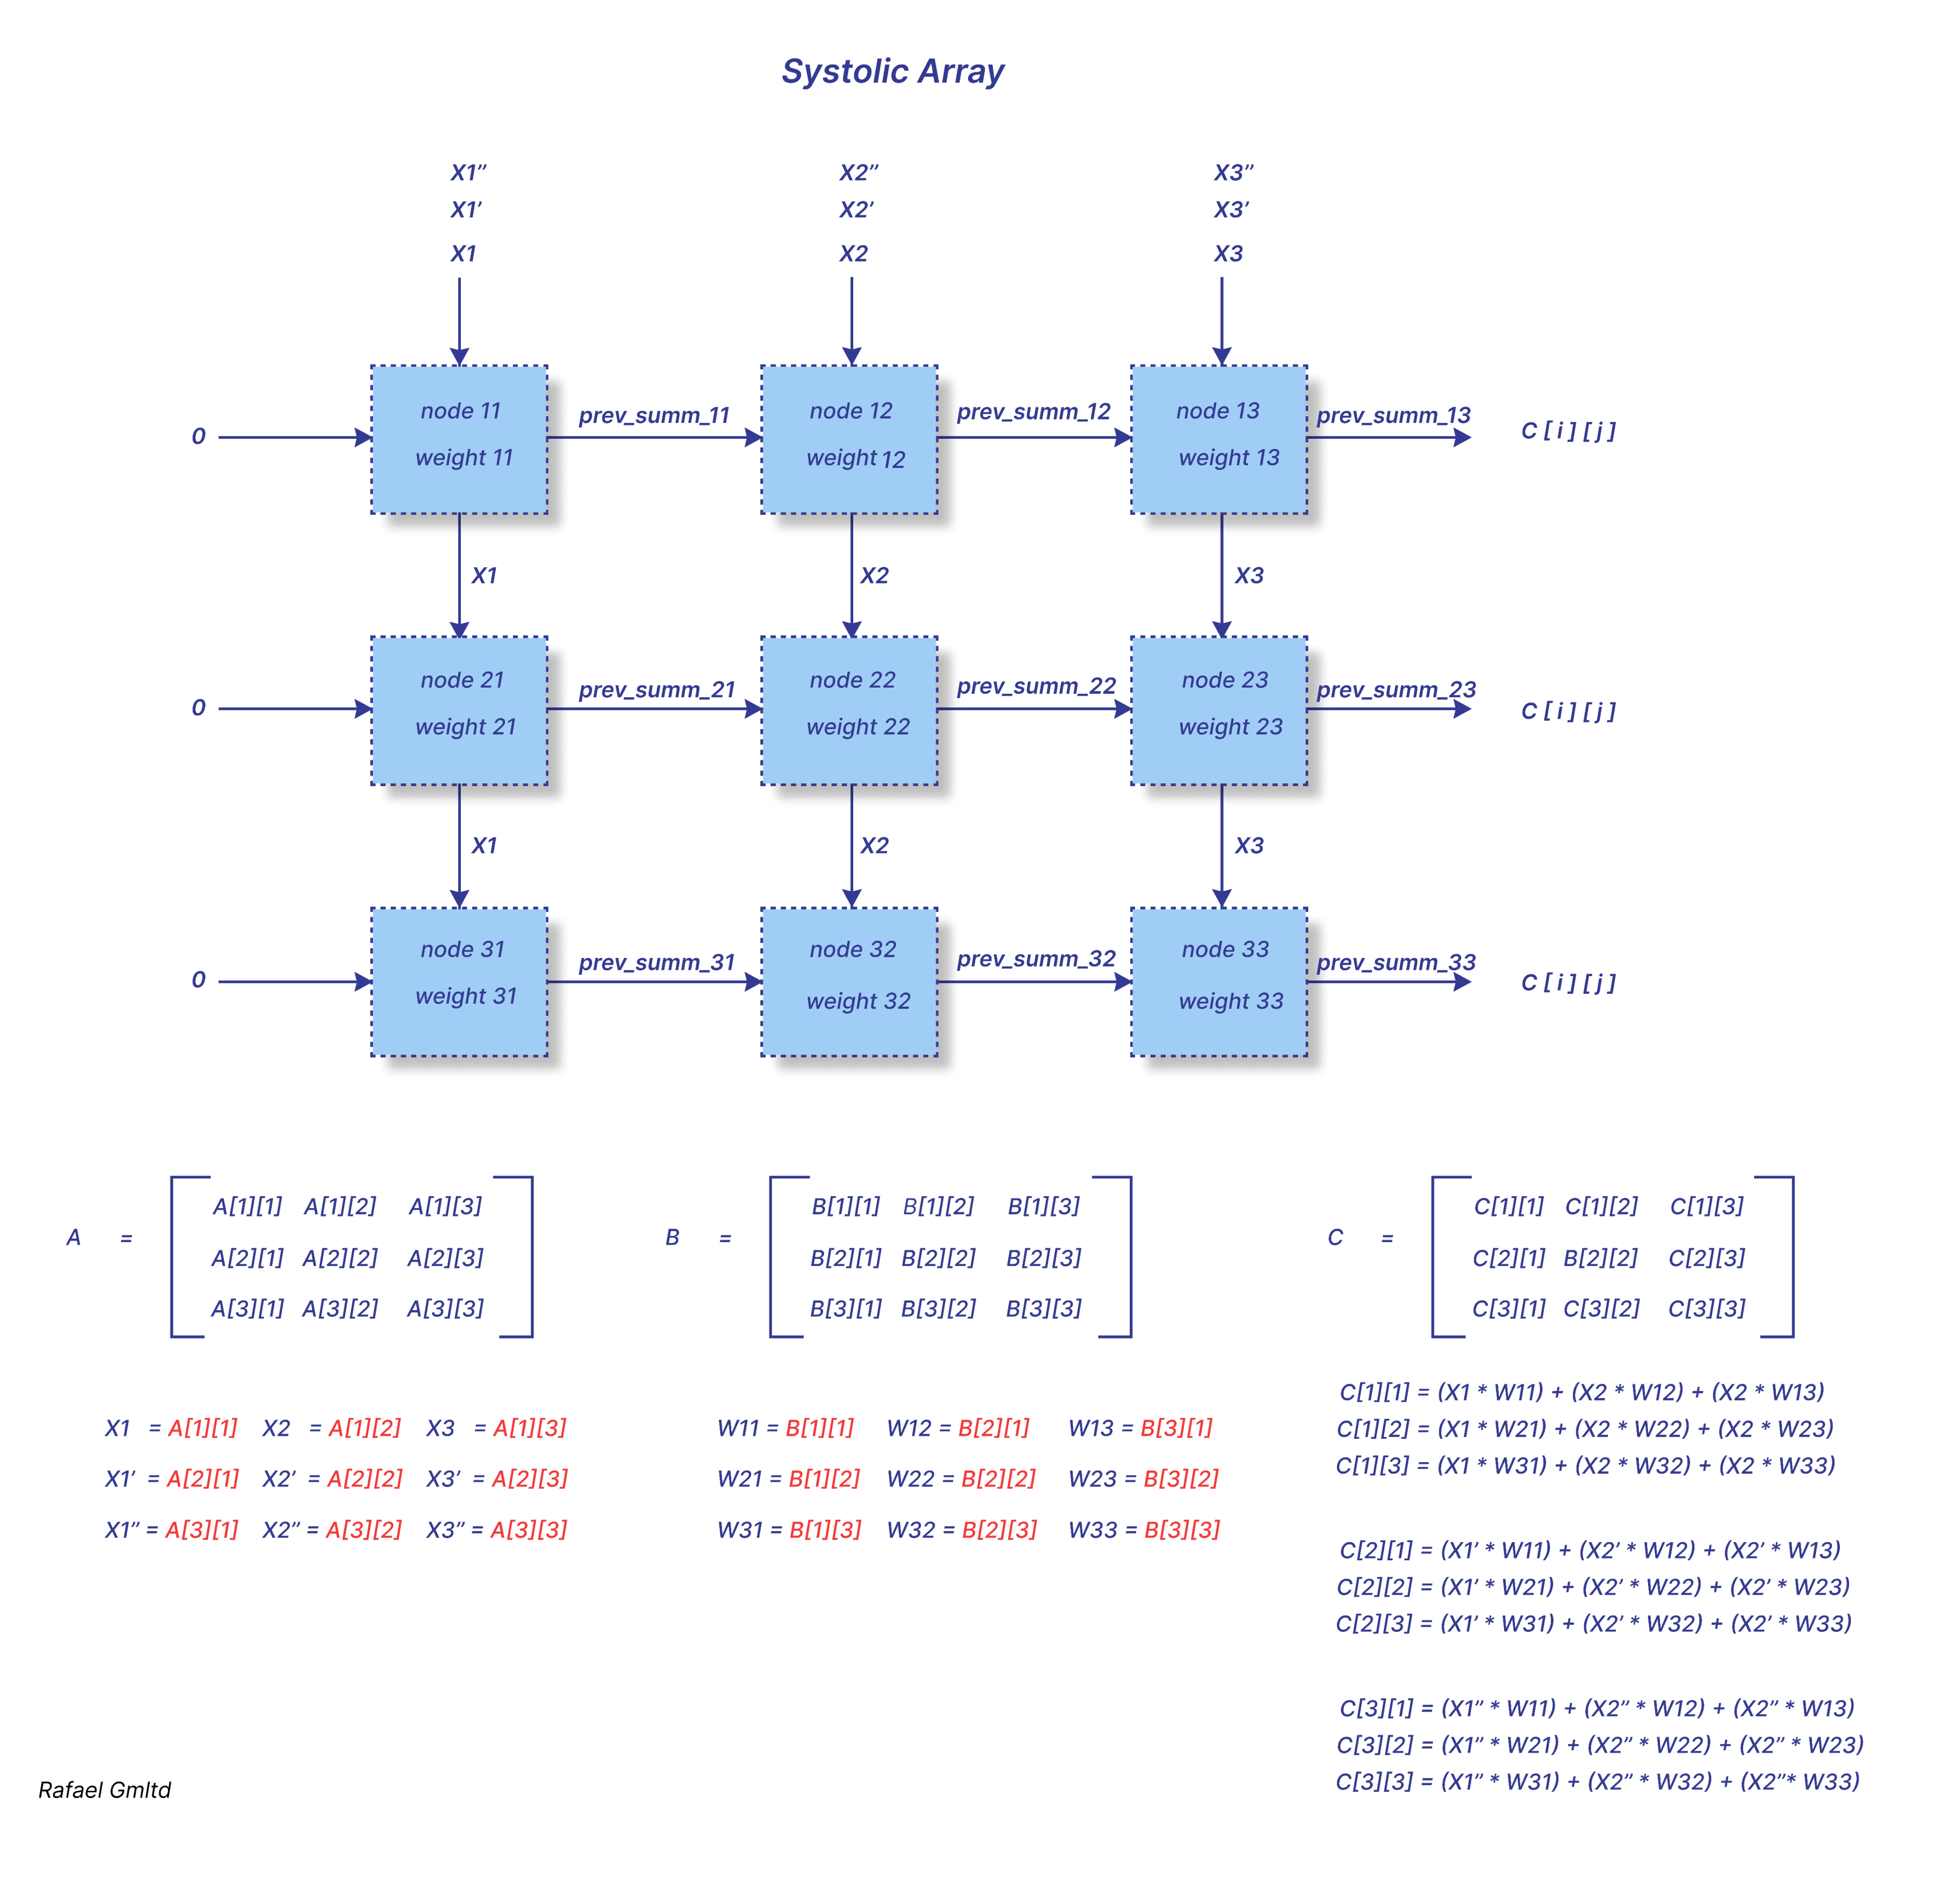 Systolic Array
X1” X2” X3”
X1’ X2’ X3’
X1 X2 X3
node 11 prev_summ_11 node 12 prev_summ_12 node 13 prev_summ_13
0 C [ i ] [ j ]
weight 11 weight 12 weight 13
X1 X2 X3
node 21 prev_summ_21 node 22 prev_summ_22 node 23 prev_summ_23
0 C [ i ] [ j ]
weight 21 weight 22 weight 23
X1 X2 X3
node 31 prev_summ_31 node 32 prev_summ_32 node 33 prev_summ_33
0 C [ i ] [ j ]
weight 31 weight 32 weight 33
A =
A[1][1] A[1][2] A[1][3]
A[2][1] A[2][2] A[2][3]
A[3][1] A[3][2] A[3][3]
B =
B[1][1] B[1][2] B[1][3]
B[2][1] B[2][2] B[2][3]
B[3][1] B[3][2] B[3][3]
C =
C[1][1] C[1][2] C[1][3]
C[2][1] B[2][2] C[2][3]
C[3][1] C[3][2] C[3][3]
X1 = A[1][1] X2 = A[1][2] X3 = A[1][3]
X1’ = A[2][1] X2’ = A[2][2] X3’ = A[2][3]
X1” = A[3][1] X2” = A[3][2] X3” = A[3][3]
W11 = B[1][1] W12 = B[2][1] W13 = B[3][1]
W21 = B[1][2] W22 = B[2][2] W23 = B[3][2]
W31 = B[1][3] W32 = B[2][3] W33 = B[3][3]
C[1][1] = (X1 * W11) + (X2 * W12) + (X2 * W13)
C[1][2] = (X1 * W21) + (X2 * W22) + (X2 * W23)
C[1][3] = (X1 * W31) + (X2 * W32) + (X2 * W33)
C[2][1] = (X1’ * W11) + (X2’ * W12) + (X2’ * W13)
C[2][2] = (X1’ * W21) + (X2’ * W22) + (X2’ * W23)
C[2][3] = (X1’ * W31) + (X2’ * W32) + (X2’ * W33)
C[3][1] = (X1” * W11) + (X2” * W12) + (X2” * W13)
C[3][2] = (X1” * W21) + (X2” * W22) + (X2” * W23)
C[3][3] = (X1” * W31) + (X2” * W32) + (X2”* W33)
Rafael Gmltd